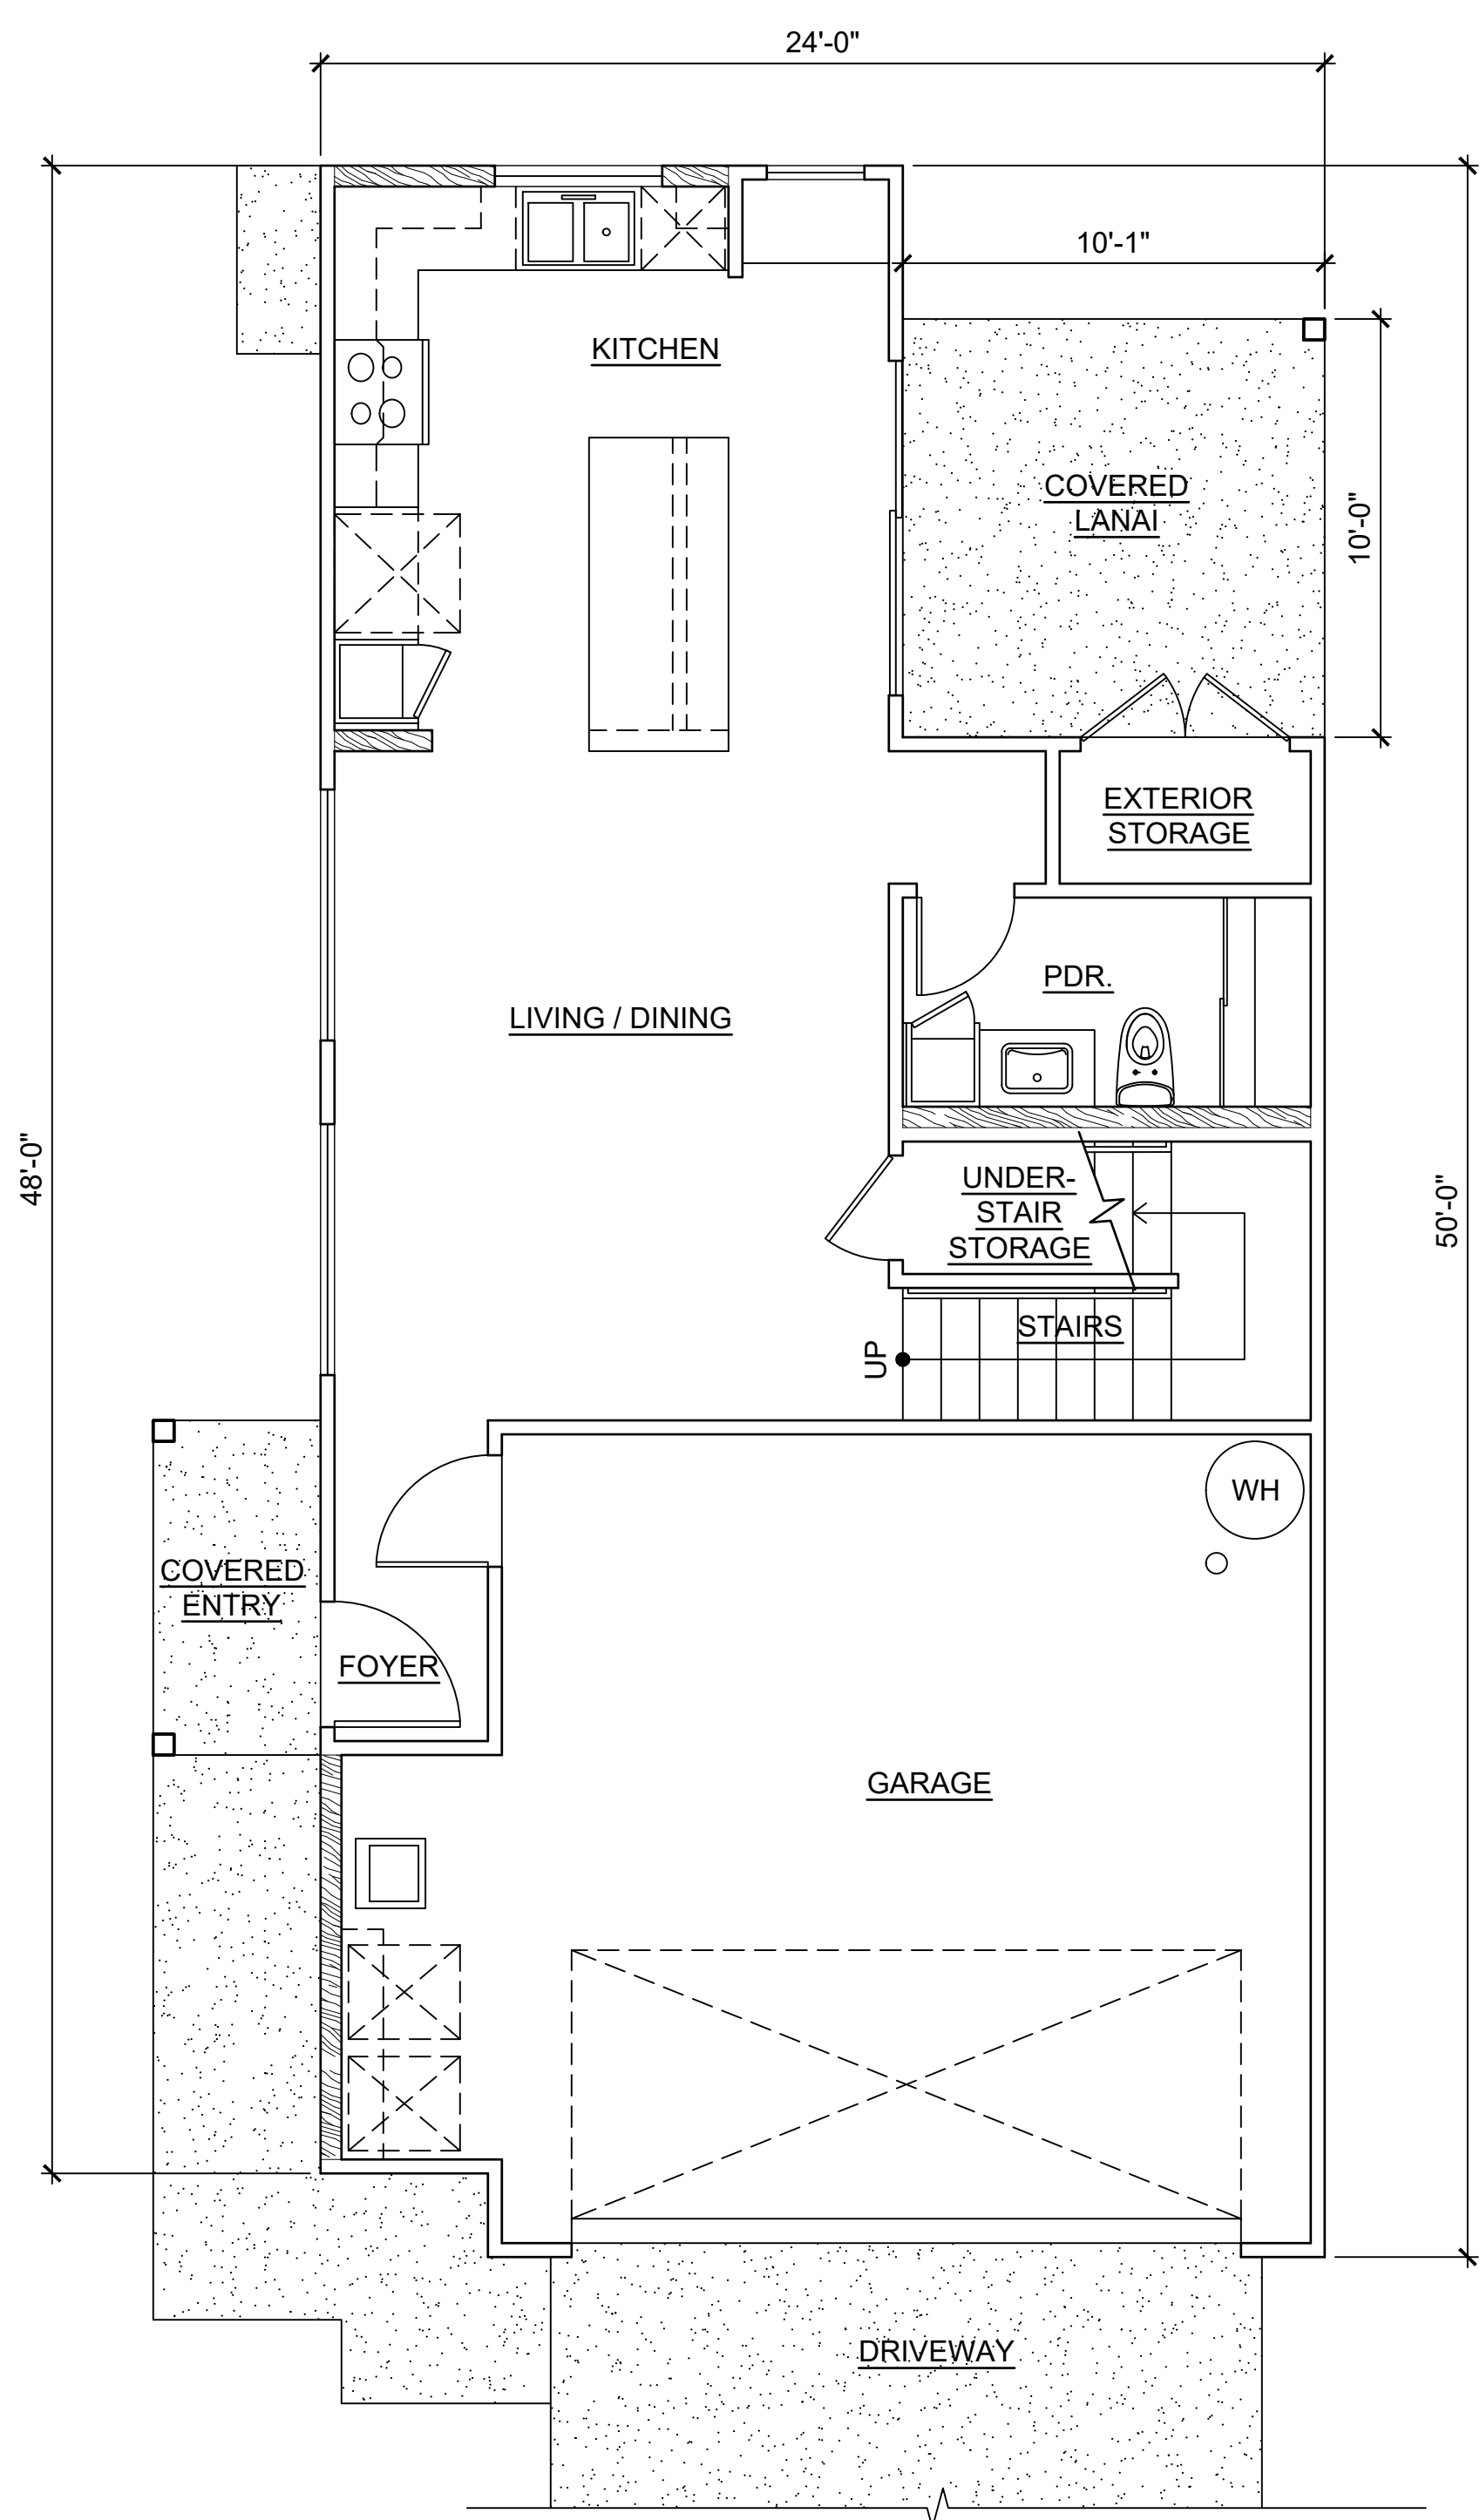 24'-0"
10'-1"
KITCHEN
COVERED
LANAI
10'-0"
EXTERIOR
STORAGE
PDR.
LIVING / DINING
48'-0"
50'-0"
UNDER-
STAIR
STORAGE
STAIRS
UP
WH
COVERED
ENTRY
FOYER
GARAGE
DRIVEWAY